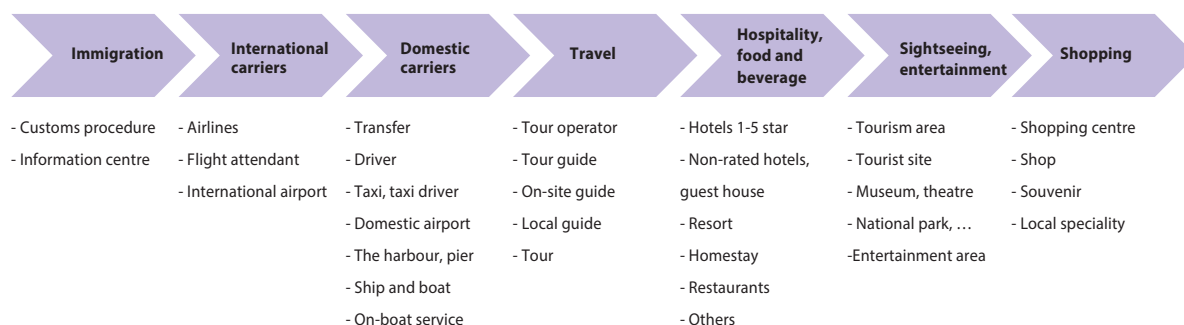 Immigration
International
carriers
Domestic
carriers
Travel
Hospitality,
food and
beverage
Sightseeing,
entertainment
Shopping
- Customs procedure
- Information centre
- Airlines
- Flight attendant
- International airport
- Transfer
- Driver
- Taxi, taxi driver
- Domestic airport
- The harbour, pier
- Ship and boat
- On-boat service
- Tour operator
- Tour guide
- On-site guide
- Local guide
- Tour
- Hotels 1-5 star
- Non-rated hotels,
guest house
- Resort
- Homestay
- Restaurants
- Others
- Tourism area
- Tourist site
- Museum, theatre
- National park, …
-Entertainment area
- Shopping centre
- Shop
- Souvenir
- Local speciality